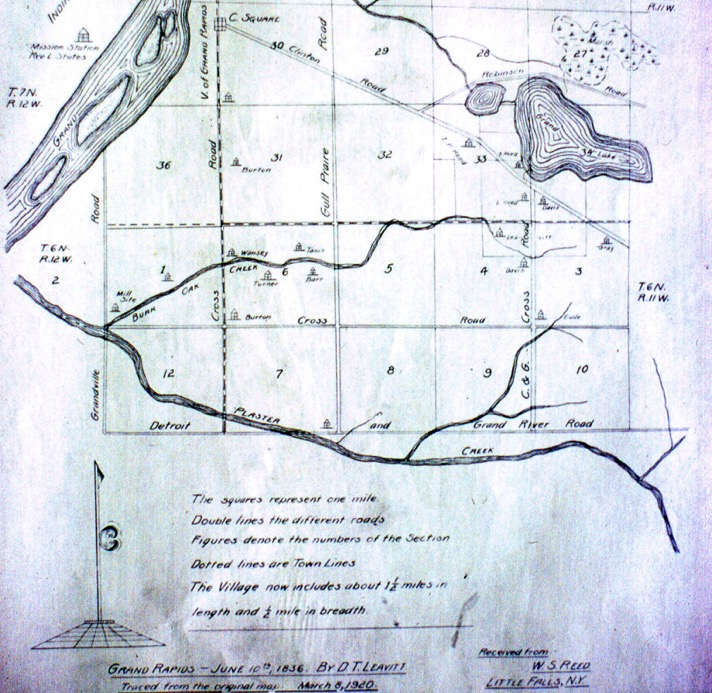 R.11W.
INDIAN
Mission Station
Rev L. States
T.7N.
R.12W.
GRAND
V. of GRAND RAPIDS
C. SQUARE
Road
30
29
28
27
Marsh
Clinton
Road
Robinson
Road
36
Road
31
Burton
Gull Praire
32
33
34
Lake
Road
T.6N.
R.12W.
2
1
Mill
Site
BURR OAK CREEK
Wansey
6
Turner
Barr
5
4
Road
Davis
3
Gray
T.6N.
R.11W.
Burton
Cross
Cross
Road
Cross
Grandville
12
7
8
9
C. & G.
10
Detroit
and
Grand River Road
PLASTER
CREEK
The squares represent one mile
Double lines the different roads
Figures denote the numbers of the Section
Dotted lines are Town Lines
The Village now includes about 1½ miles in
length and ½ mile in breadth.
GRAND RAPIDS – JUNE 10th, 1836. BY D.T. LEAVITT
Traced from the original map. March 8, 1920.
Received from
W.S. REED
LITTLE FALLS, N.Y.